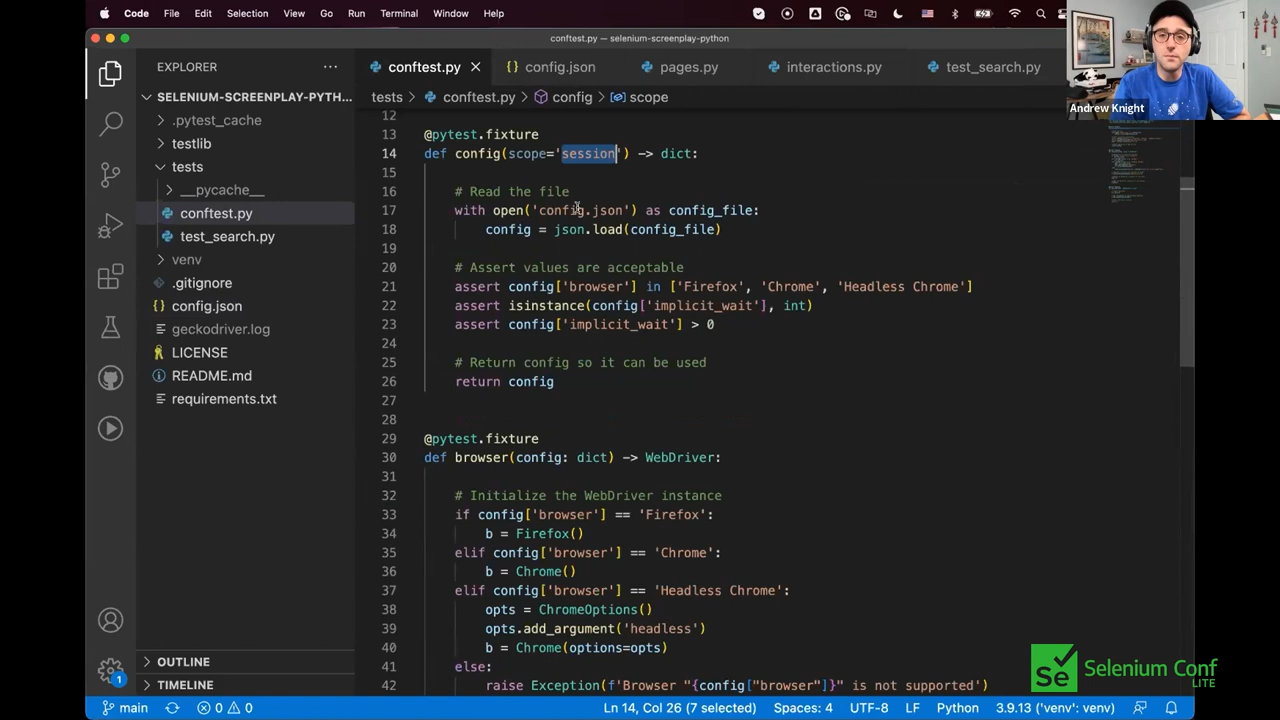 Code File Edit Selection View Go Run Terminal Window Help
conftest.py — selenium-screenplay-python
EXPLORER
conftest.py
config.json
pages.py
interactions.py
test_search.py
SELENIUM-SCREENPLAY-PYTH...
.pytest_cache
testlib
tests
__pycache__
conftest.py
test_search.py
venv
.gitignore
config.json
geckodriver.log
LICENSE
README.md
requirements.txt
OUTLINE
TIMELINE
tests > conftest.py > config > scope
12
13 @pytest.fixture
14 def config(scope='session') -> dict:
15
16 # Read the file
17 with open('config.json') as config_file:
18 config = json.load(config_file)
19
20 # Assert values are acceptable
21 assert config['browser'] in ['Firefox', 'Chrome', 'Headless Chrome']
22 assert isinstance(config['implicit_wait'], int)
23 assert config['implicit_wait'] > 0
24
25 # Return config so it can be used
26 return config
27
28
29 @pytest.fixture
30 def browser(config: dict) -> WebDriver:
31
32 # Initialize the WebDriver instance
33 if config['browser'] == 'Firefox':
34 b = Firefox()
35 elif config['browser'] == 'Chrome':
36 b = Chrome()
37 elif config['browser'] == 'Headless Chrome':
38 opts = ChromeOptions()
39 opts.add_argument('headless')
40 b = Chrome(options=opts)
41 else:
42 raise Exception(f'Browser "{config["browser"]}" is not supported')
Andrew Knight
Se Selenium Conf
LITE
1
main 0 0 Ln 14, Col 26 (7 selected) Spaces: 4 UTF-8 LF Python 3.9.13 ('venv': venv)